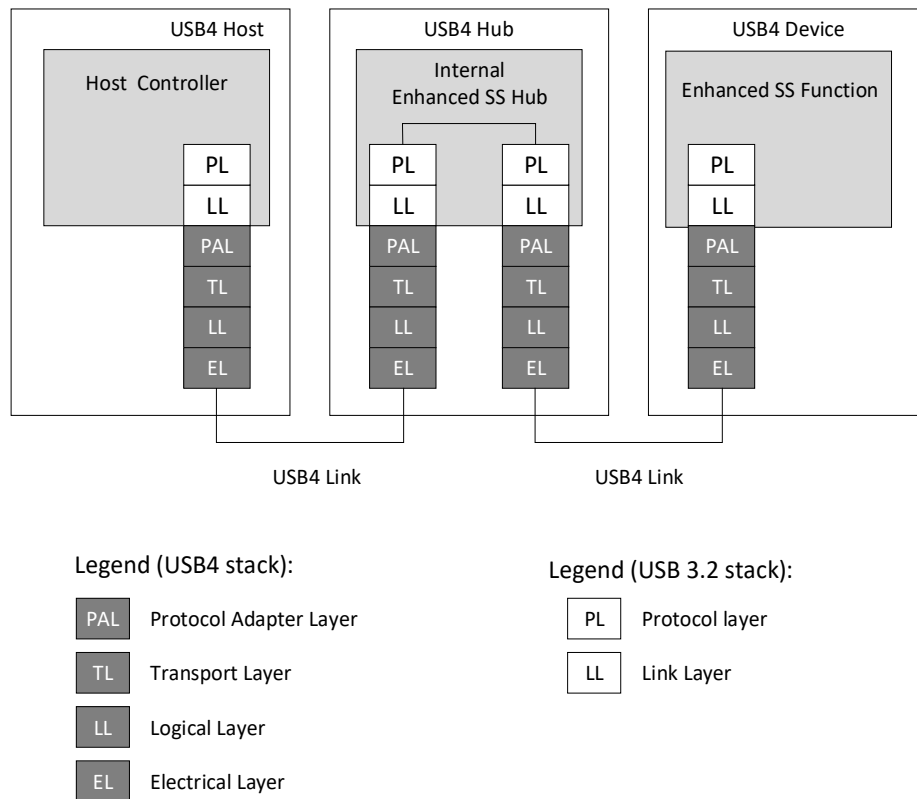 USB4 Host
USB4 Hub
USB4 Device
Host Controller
Internal
Enhanced SS Hub
Enhanced SS Function
PL
PL
PL
PL
LL
LL
LL
LL
PAL
PAL
PAL
PAL
TL
TL
TL
TL
LL
LL
LL
LL
EL
EL
EL
EL
USB4 Link
USB4 Link
Legend (USB4 stack):
PAL Protocol Adapter Layer
TL Transport Layer
LL Logical Layer
EL Electrical Layer
Legend (USB 3.2 stack):
PL Protocol layer
LL Link Layer